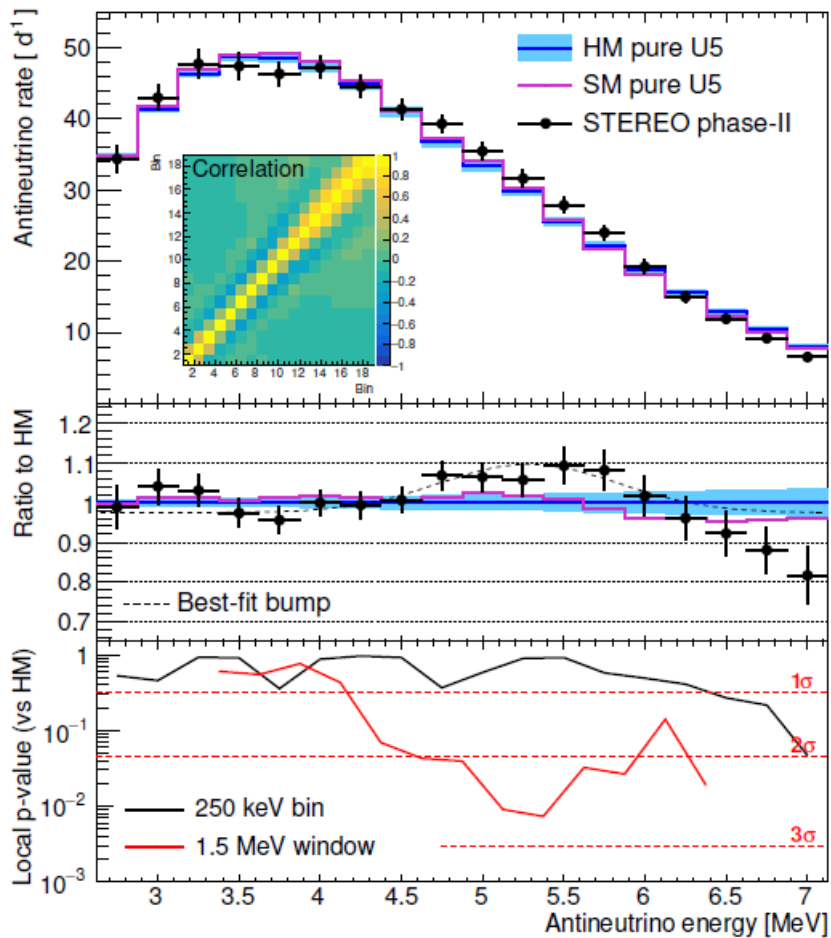 Antineutrino rate [ d⁻¹]
50
40
30
20
10
HM pure U5
SM pure U5
STEREO phase-II
Correlation
Bin
18
16
14
12
10
8
6
4
2
2 4 6 8 10 12 14 16 18
Bin
1
0.8
0.6
0.4
0.2
0
−0.2
−0.4
−0.6
−0.8
−1
Ratio to HM
1.2
1.1
1
0.9
0.8
0.7
Best-fit bump
Local p-value (vs HM)
1
10⁻¹
10⁻²
10⁻³
1σ
2σ
3σ
250 keV bin
1.5 MeV window
3 3.5 4 4.5 5 5.5 6 6.5 7
Antineutrino energy [MeV]